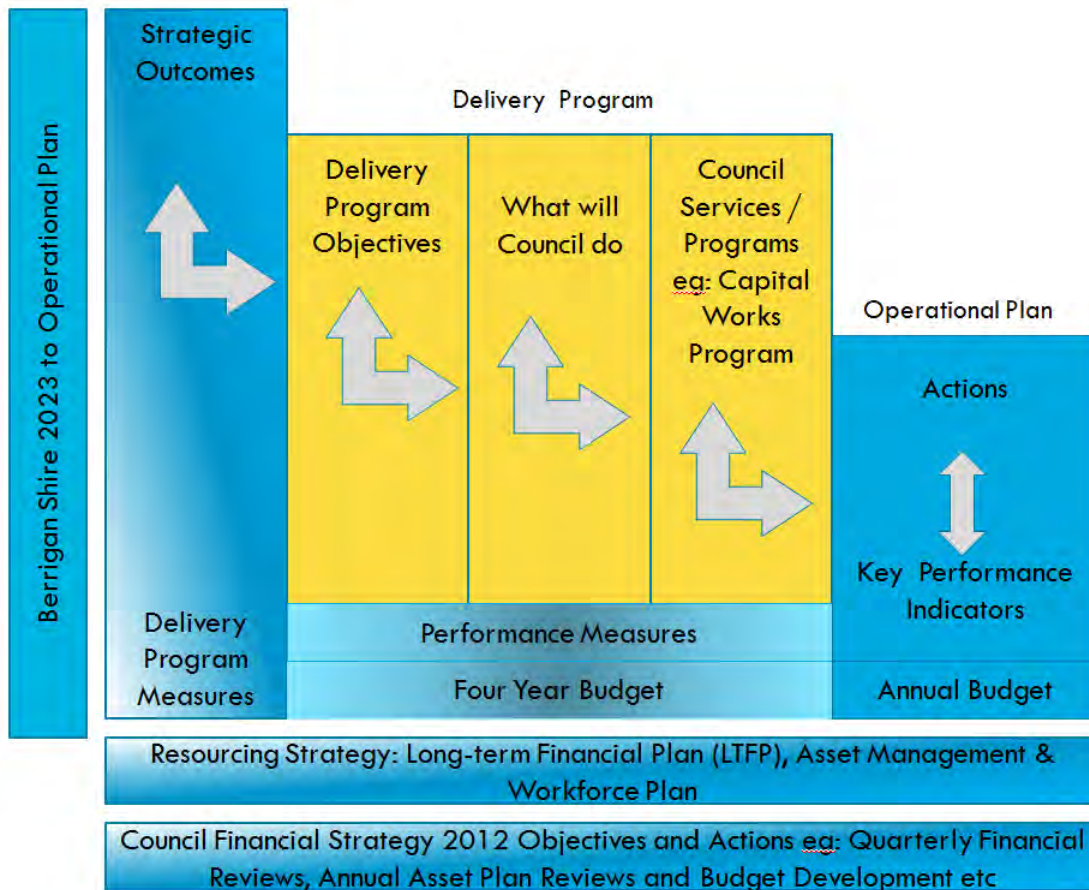 Berrigan Shire 2023 to Operational Plan
Strategic
Outcomes
Delivery Program
Delivery
Program
Objectives
What will
Council do
Council
Services /
Programs
eg: Capital
Works
Program
Operational Plan
Actions
Key Performance
Indicators
Delivery
Program
Measures
Performance Measures
Four Year Budget
Annual Budget
Resourcing Strategy: Long-term Financial Plan (LTFP), Asset Management &
Workforce Plan
Council Financial Strategy 2012 Objectives and Actions eg: Quarterly Financial
Reviews, Annual Asset Plan Reviews and Budget Development etc